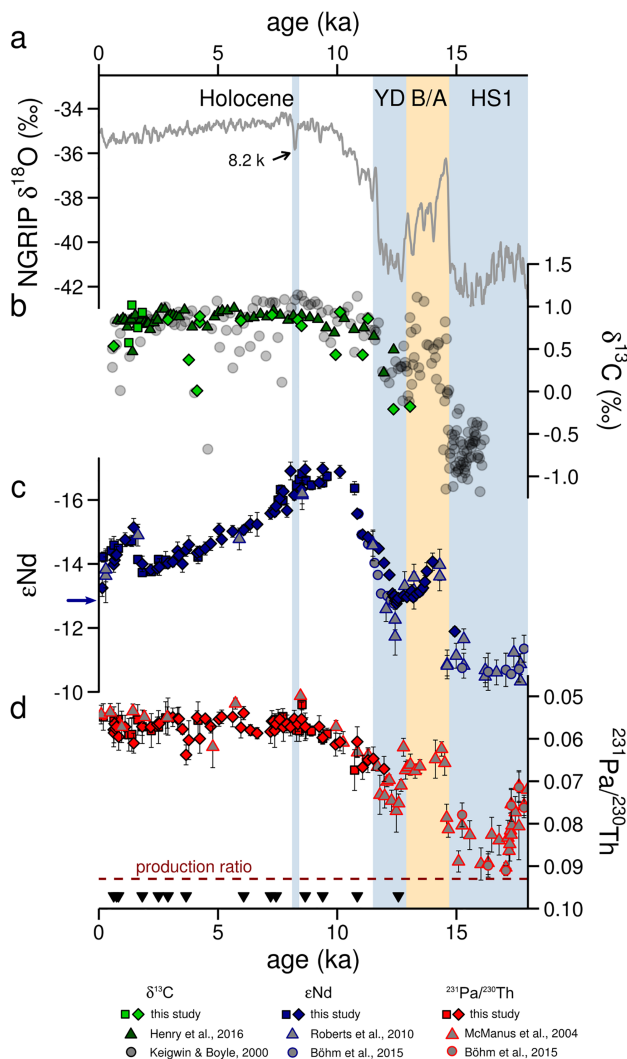 age (ka)
a
0 5 10 15
Holocene YD B/A HS1
-34
-36
-38
-40
-42
NGRIP δ18O (‰)
8.2 k
b
1.5
1.0
0.5
0.0
-0.5
-1.0
δ13C (‰)
c
-16
-14
-12
-10
εNd
d
0.05
0.06
0.07
0.08
0.09
0.10
231Pa/230Th
production ratio
0 5 10 15
age (ka)
δ13C εNd 231Pa/230Th
this study this study this study
Henry et al., 2016 Roberts et al., 2010 McManus et al., 2004
Keigwin & Boyle, 2000 Böhm et al., 2015 Böhm et al., 2015